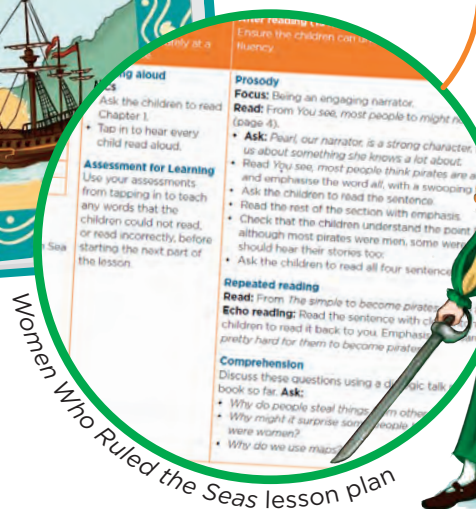 After reading (1
Ensure the children can
fluency.
ately at a
ng aloud
Ask the children to read
Chapter 1.
• Tap in to hear every
child read aloud.
Assessment for Learning
Use your assessments
from tapping in to teach
any words that the
children could not read,
or read incorrectly, before
starting the next part of
the lesson.
Sea
Prosody
Focus: Being an engaging narrator.
Read: From You see, most people to might
(page 4).
• Ask: Pearl, our narrator, is a strong character,
us about something she knows a lot about.
• Read You see, most people think pirates are a
and emphasise the word all, with a swooping
• Ask the children to read the sentence.
• Read the rest of the section with emphasis.
• Check that the children understand the point
although most pirates were men, some were
should hear their stories too.
• Ask the children to read all four sentence
Repeated reading
Read: From The simple to become pirates
Echo reading: Read the sentence with
children to read it back to you. Emphas
pretty hard for them to become pirate
Comprehension
Discuss these questions using a talk
book so far. Ask:
• Why do people steal things other
• Why might it surprise some people
were women?
• Why do we use maps
Women Who Ruled the Seas lesson plan